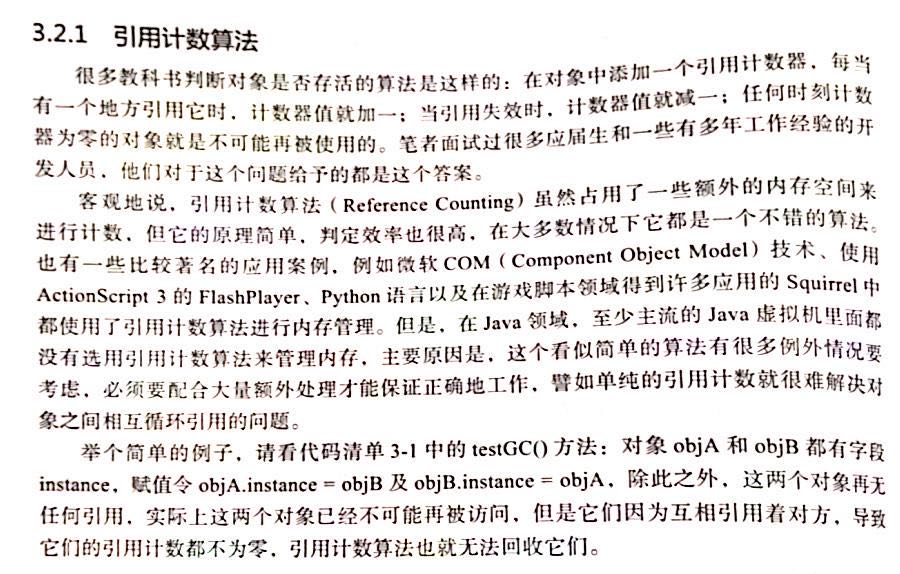 3.2.1 引用计数算法
很多教科书判断对象是否存活的算法是这样的：在对象中添加一个引用计数器，每当
有一个地方引用它时，计数器值就加一；当引用失效时，计数器值就减一；任何时刻计数
器为零的对象就是不可能再被使用的。笔者面试过很多应届生和一些有多年工作经验的开
发人员，他们对于这个问题给予的都是这个答案。
客观地说，引用计数算法（Reference Counting）虽然占用了一些额外的内存空间来
进行计数，但它的原理简单，判定效率也很高，在大多数情况下它都是一个不错的算法。
也有一些比较著名的应用案例，例如微软 COM（Component Object Model）技术、使用
ActionScript 3 的 FlashPlayer、Python 语言以及在游戏脚本领域得到许多应用的 Squirrel 中
都使用了引用计数算法进行内存管理。但是，在 Java 领域，至少主流的 Java 虚拟机里面都
没有选用引用计数算法来管理内存，主要原因是，这个看似简单的算法有很多例外情况要
考虑，必须要配合大量额外处理才能保证正确地工作，譬如单纯的引用计数就很难解决对
象之间相互循环引用的问题。
举个简单的例子，请看代码清单 3-1 中的 testGC() 方法：对象 objA 和 objB 都有字段
instance，赋值令 objA.instance = objB 及 objB.instance = objA，除此之外，这两个对象再无
任何引用，实际上这两个对象已经不可能再被访问，但是它们因为互相引用着对方，导致
它们的引用计数都不为零，引用计数算法也就无法回收它们。